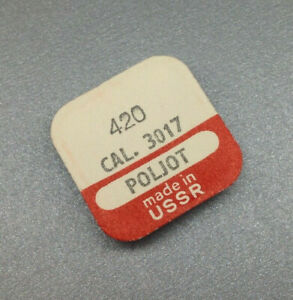 420
CAL. 3017
POLJOT
made in
USSR